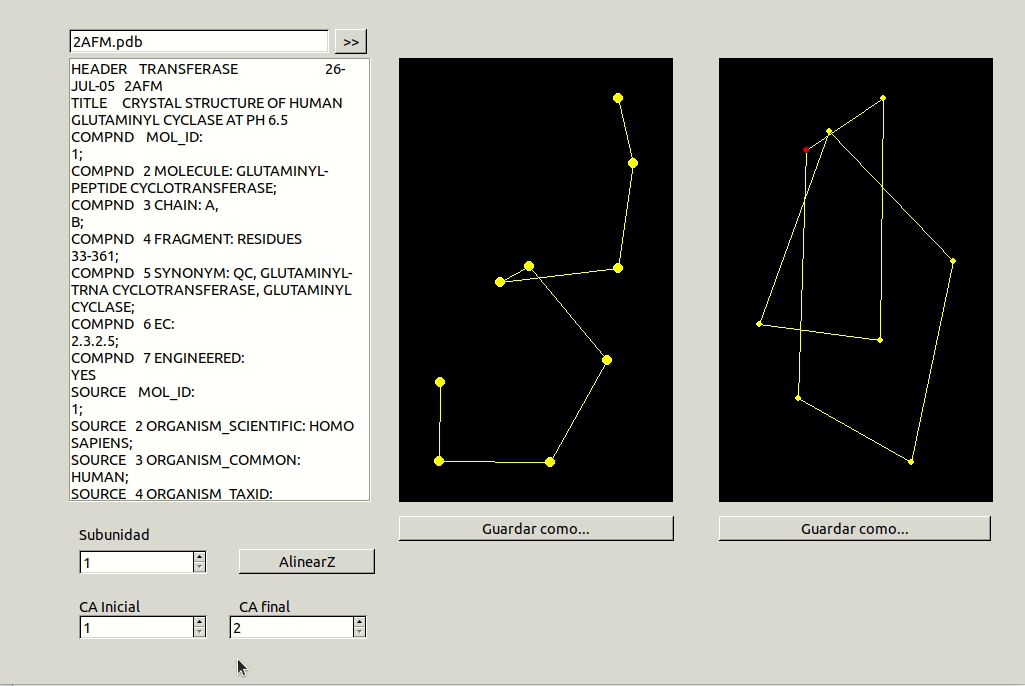 2AFM.pdb
>>
HEADER TRANSFERASE 26-
JUL-05 2AFM
TITLE CRYSTAL STRUCTURE OF HUMAN
GLUTAMINYL CYCLASE AT PH 6.5
COMPND MOL_ID:
1;
COMPND 2 MOLECULE: GLUTAMINYL-
PEPTIDE CYCLOTRANSFERASE;
COMPND 3 CHAIN: A,
B;
COMPND 4 FRAGMENT: RESIDUES
33-361;
COMPND 5 SYNONYM: QC, GLUTAMINYL-
TRNA CYCLOTRANSFERASE, GLUTAMINYL
CYCLASE;
COMPND 6 EC:
2.3.2.5;
COMPND 7 ENGINEERED:
YES
SOURCE MOL_ID:
1;
SOURCE 2 ORGANISM_SCIENTIFIC: HOMO
SAPIENS;
SOURCE 3 ORGANISM_COMMON:
HUMAN;
SOURCE 4 ORGANISM_TAXID:
Guardar como...
Guardar como...
Subunidad
1
AlinearZ
CA Inicial
CA final
1
2